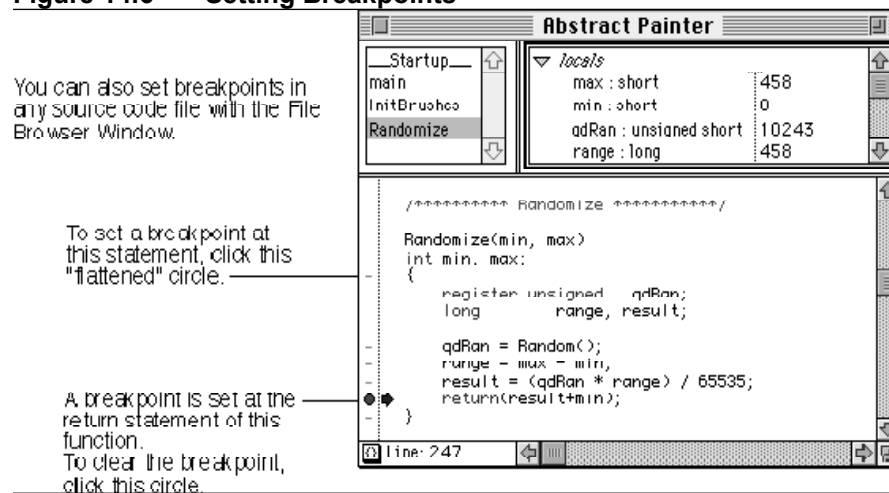 Figure 14.6 Setting Breakpoints
You can also set breakpoints in
any source code file with the File
Browser Window.
To set a breakpoint at
this statement, click this
"flattened" circle.
A breakpoint is set at the
return statement of this
function.
To clear the breakpoint,
click this circle.
Abstract Painter
__Startup__
main
InitBrushes
Randomize
locals
max : short 458
min : short 0
qdRan : unsigned short 10243
range : long 458
/********** Randomize ***********/
Randomize(min, max)
int min, max;
{
register unsigned qdRan;
long range, result;
qdRan = Random();
range = max - min;
result = (qdRan * range) / 65535;
return(result+min);
}
line: 247